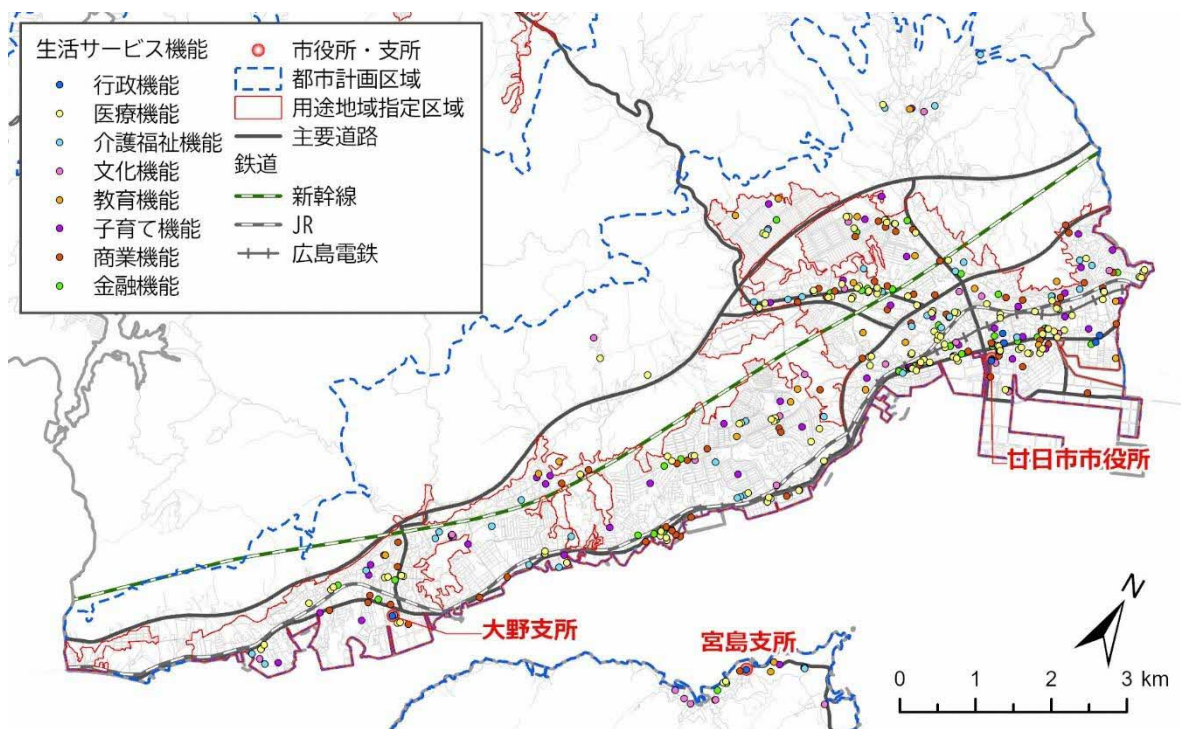 生活サービス機能
行政機能
医療機能
介護福祉機能
文化機能
教育機能
子育て機能
商業機能
金融機能
市役所・支所
都市計画区域
用途地域指定区域
主要道路
鉄道
新幹線
JR
広島電鉄
廿日市市役所
大野支所
宮島支所
N
0 1 2 3 km